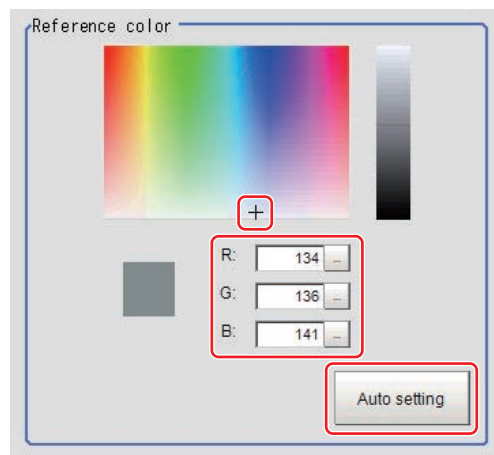 Reference color
R: 134 ...
G: 136 ...
B: 141 ...
Auto setting